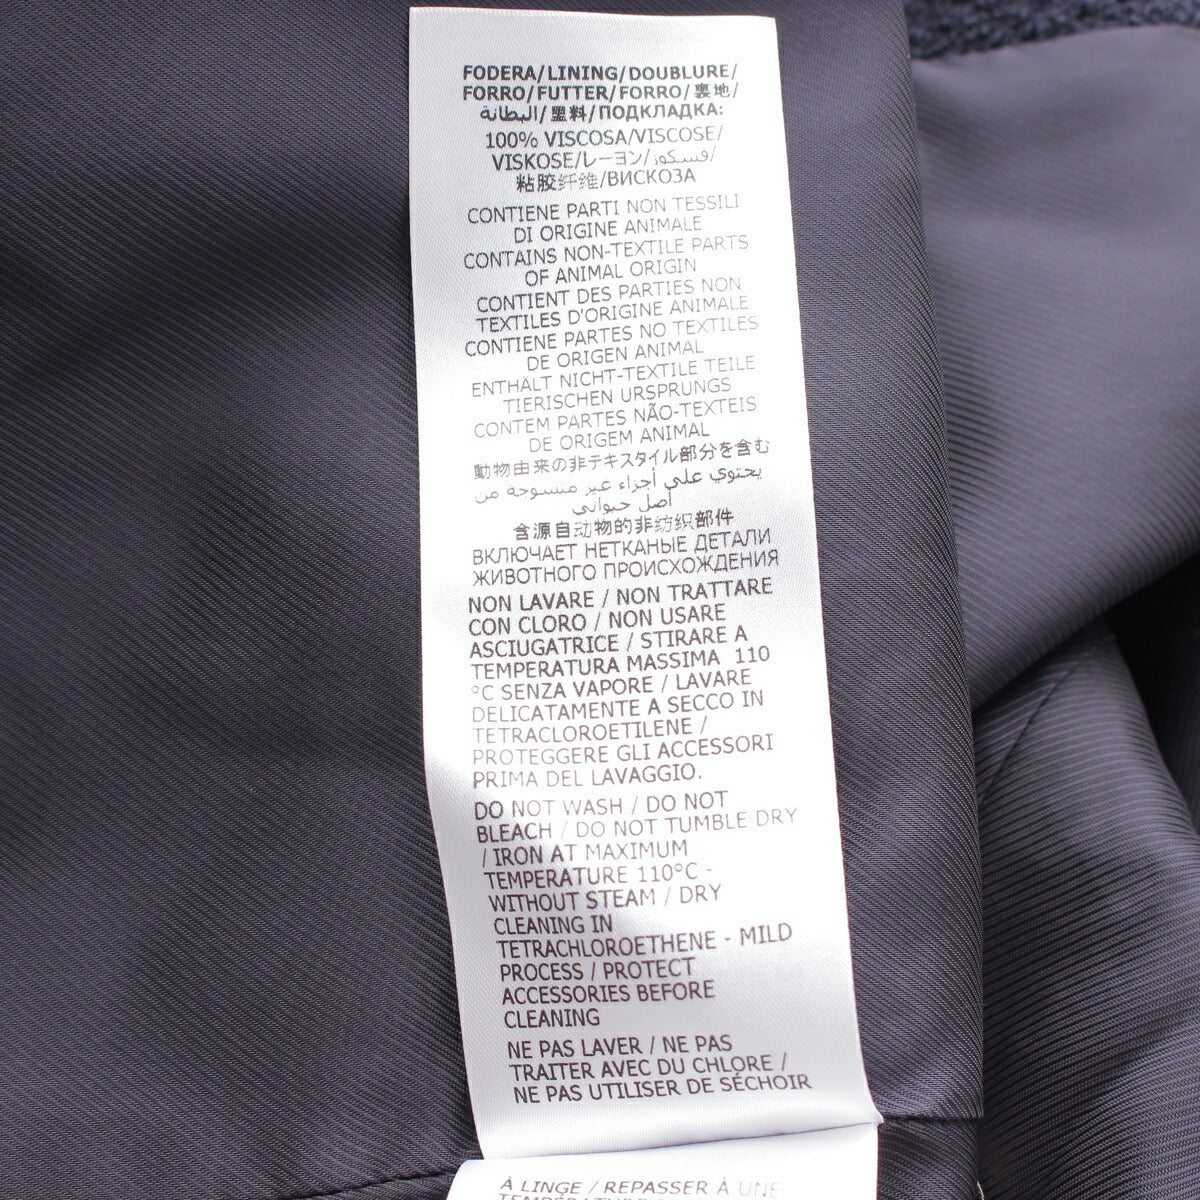 FODERA/LINING/DOUBLURE/
FORRO/FUTTER/FORRO/裏地/
البطانة/塑料/ПОДКЛАДКА:
100% VISCOSA/VISCOSE/
VISKOSE/レーヨン/فسكوز/
粘胶纤维/ВИСКОЗА
CONTIENE PARTI NON TESSILI
DI ORIGINE ANIMALE
CONTAINS NON-TEXTILE PARTS
OF ANIMAL ORIGIN
CONTIENT DES PARTIES NON
TEXTILES D'ORIGINE ANIMALE
CONTIENE PARTES NO TEXTILES
DE ORIGEN ANIMAL
ENTHALT NICHT-TEXTILE TEILE
TIERISCHEN URSPRUNGS
CONTEM PARTES NÃO-TEXTEIS
DE ORIGEM ANIMAL
動物由来の非テキスタイル部分を含む
يحتوي علي أجزاء غير منسوجة من
أصل حيواني
含源自动物的非纺织部件
ВКЛЮЧАЕТ НЕТКАНЫЕ ДЕТАЛИ
ЖИВОТНОГО ПРОИСХОЖДЕНИЯ
NON LAVARE / NON TRATTARE
CON CLORO / NON USARE
ASCIUGATRICE / STIRARE A
TEMPERATURA MASSIMA 110
°C SENZA VAPORE / LAVARE
DELICATAMENTE A SECCO IN
TETRACLOROETILENE /
PROTEGGERE GLI ACCESSORI
PRIMA DEL LAVAGGIO.
DO NOT WASH / DO NOT
BLEACH / DO NOT TUMBLE DRY
/ IRON AT MAXIMUM
TEMPERATURE 110°C -
WITHOUT STEAM / DRY
CLEANING IN
TETRACHLOROETHENE - MILD
PROCESS / PROTECT
ACCESSORIES BEFORE
CLEANING
NE PAS LAVER / NE PAS
TRAITER AVEC DU CHLORE /
NE PAS UTILISER DE SÉCHOIR
À LINGE / REPASSER À UNE